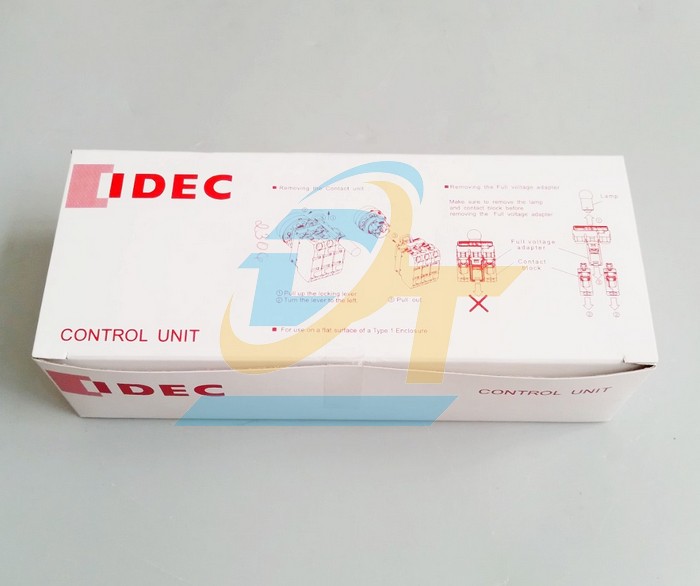 IDEC
CONTROL UNIT
■ Removing the Contact unit
① Pull up the locking lever
② Turn the lever to the left
③ Pull out
■ For use on a flat surface of a Type 1 Enclosure
■ Removing the Full voltage adapter
Make sure to remove the lamp
and contact block before
removing the Full voltage adapter.
Lamp
Full voltage
adapter
Contact
block
IDEC
CONTROL UNIT